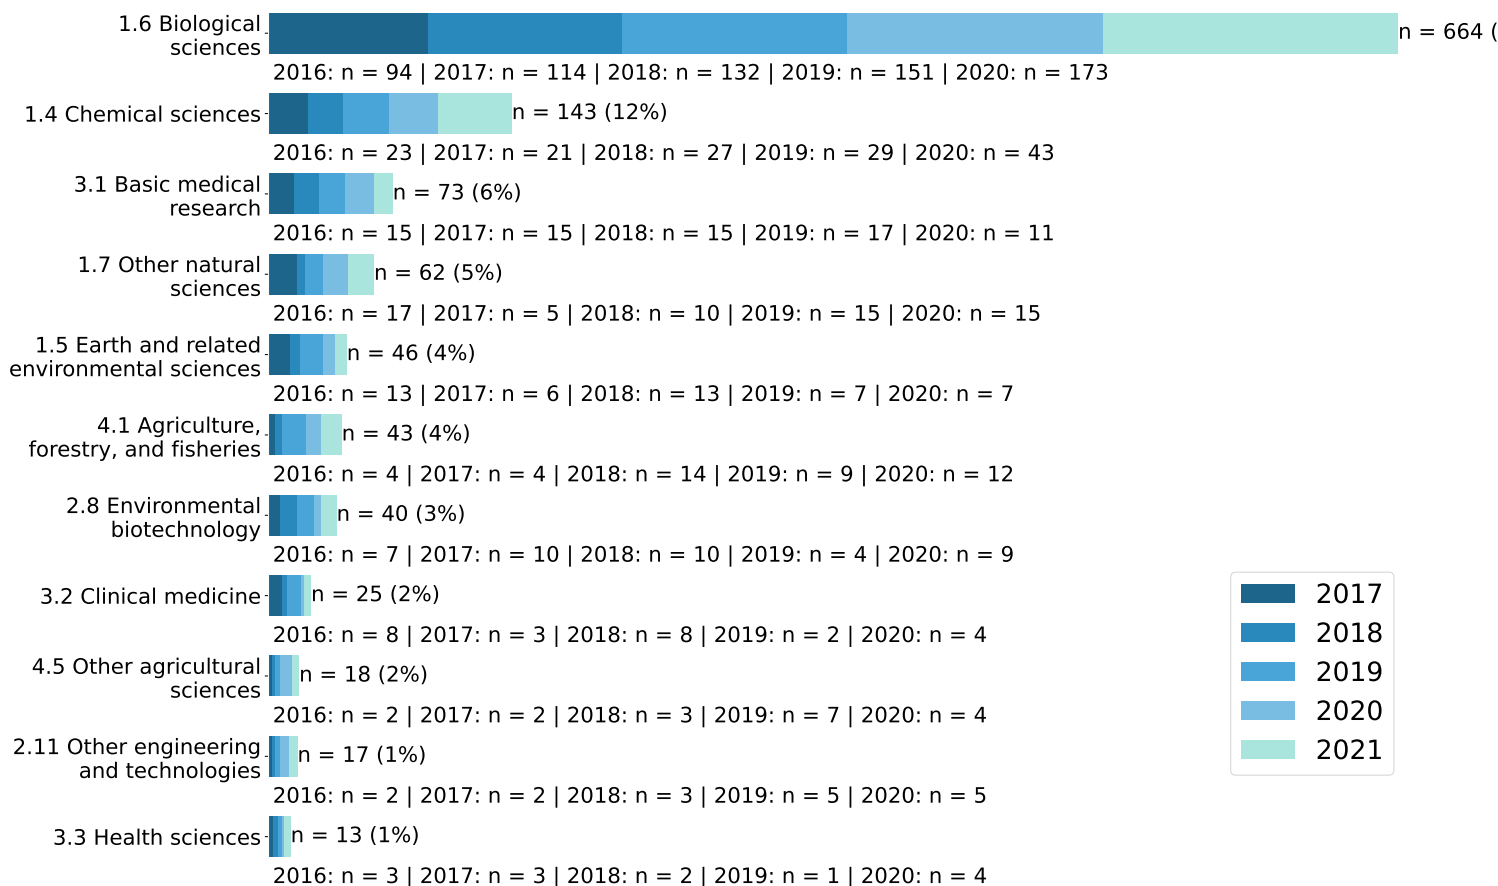 1.6 Biological
sciences
n = 664 (
2016: n = 94 | 2017: n = 114 | 2018: n = 132 | 2019: n = 151 | 2020: n = 173
1.4 Chemical sciences
n = 143 (12%)
2016: n = 23 | 2017: n = 21 | 2018: n = 27 | 2019: n = 29 | 2020: n = 43
3.1 Basic medical
research
n = 73 (6%)
2016: n = 15 | 2017: n = 15 | 2018: n = 15 | 2019: n = 17 | 2020: n = 11
1.7 Other natural
sciences
n = 62 (5%)
2016: n = 17 | 2017: n = 5 | 2018: n = 10 | 2019: n = 15 | 2020: n = 15
1.5 Earth and related
environmental sciences
n = 46 (4%)
2016: n = 13 | 2017: n = 6 | 2018: n = 13 | 2019: n = 7 | 2020: n = 7
4.1 Agriculture,
forestry, and fisheries
n = 43 (4%)
2016: n = 4 | 2017: n = 4 | 2018: n = 14 | 2019: n = 9 | 2020: n = 12
2.8 Environmental
biotechnology
n = 40 (3%)
2016: n = 7 | 2017: n = 10 | 2018: n = 10 | 2019: n = 4 | 2020: n = 9
3.2 Clinical medicine
n = 25 (2%)
2016: n = 8 | 2017: n = 3 | 2018: n = 8 | 2019: n = 2 | 2020: n = 4
4.5 Other agricultural
sciences
n = 18 (2%)
2016: n = 2 | 2017: n = 2 | 2018: n = 3 | 2019: n = 7 | 2020: n = 4
2.11 Other engineering
and technologies
n = 17 (1%)
2016: n = 2 | 2017: n = 2 | 2018: n = 3 | 2019: n = 5 | 2020: n = 5
3.3 Health sciences
n = 13 (1%)
2016: n = 3 | 2017: n = 3 | 2018: n = 2 | 2019: n = 1 | 2020: n = 4
2017
2018
2019
2020
2021